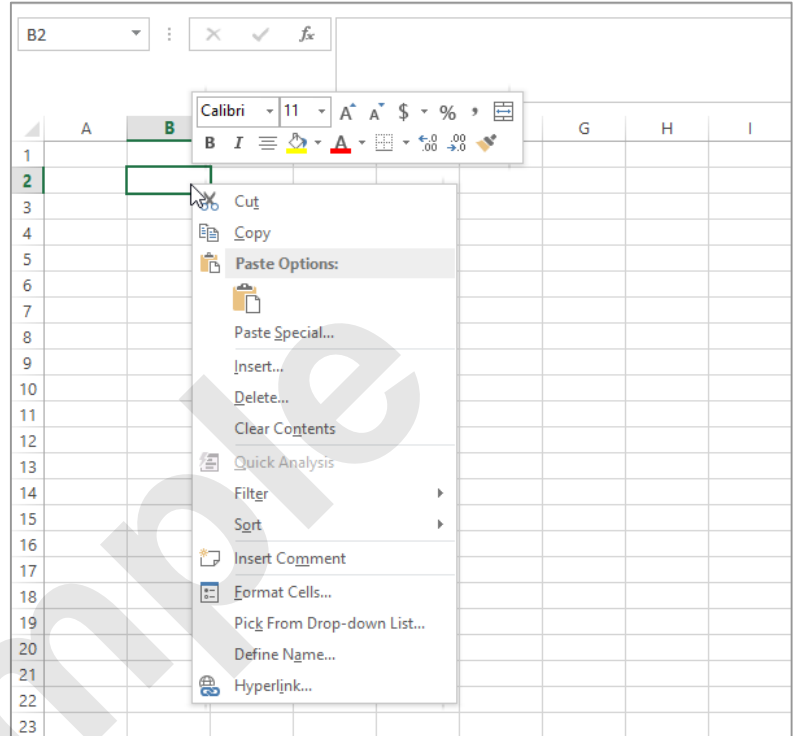 B2 fx
Calibri 11 A A $ % ,
B I A .00 .00
A B G H I
1
2
3
4
5
6
7
8
9
10
11
12
13
14
15
16
17
18
19
20
21
22
23
Cut
Copy
Paste Options:
Paste Special...
Insert...
Delete...
Clear Contents
Quick Analysis
Filter
Sort
Insert Comment
Format Cells...
Pick From Drop-down List...
Define Name...
Hyperlink...
mple